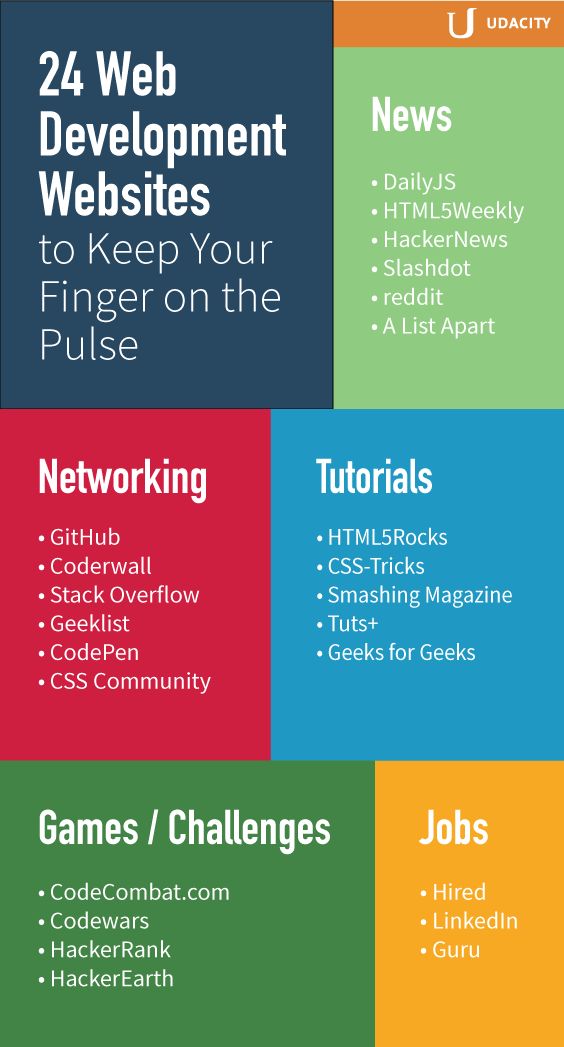 UDACITY
24 Web
Development
Websites
to Keep Your
Finger on the
Pulse
News
• DailyJS
• HTML5Weekly
• HackerNews
• Slashdot
• reddit
• A List Apart
Networking
• GitHub
• Coderwall
• Stack Overflow
• Geeklist
• CodePen
• CSS Community
Tutorials
• HTML5Rocks
• CSS-Tricks
• Smashing Magazine
• Tuts+
• Geeks for Geeks
Games / Challenges
• CodeCombat.com
• Codewars
• HackerRank
• HackerEarth
Jobs
• Hired
• LinkedIn
• Guru